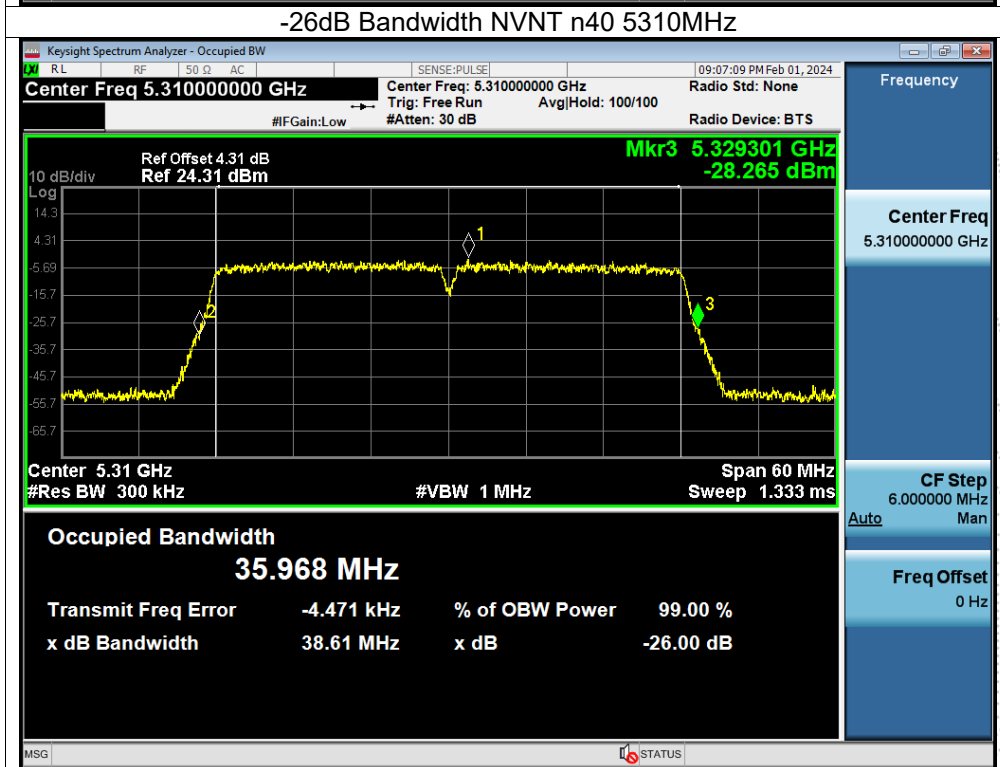 -26dB Bandwidth NVNT n40 5310MHz
Keysight Spectrum Analyzer - Occupied BW
LXI RL RF 50 Ω AC SENSE:PULSE 09:07:09 PM Feb 01, 2024
Center Freq 5.310000000 GHz
Center Freq: 5.310000000 GHz Radio Std: None
Trig: Free Run Avg|Hold: 100/100
#IFGain:Low #Atten: 30 dB Radio Device: BTS
Frequency
Mkr3 5.329301 GHz
-28.265 dBm
Ref Offset 4.31 dB
10 dB/div Ref 24.31 dBm
Log
14.3
4.31
-5.69
-15.7
-25.7
-35.7
-45.7
-55.7
-65.7
1
2
3
Center 5.31 GHz Span 60 MHz
#Res BW 300 kHz #VBW 1 MHz Sweep 1.333 ms
Center Freq
5.310000000 GHz
CF Step
6.000000 MHz
Auto Man
Freq Offset
0 Hz
Occupied Bandwidth
35.968 MHz
Transmit Freq Error -4.471 kHz % of OBW Power 99.00 %
x dB Bandwidth 38.61 MHz x dB -26.00 dB
MSG STATUS